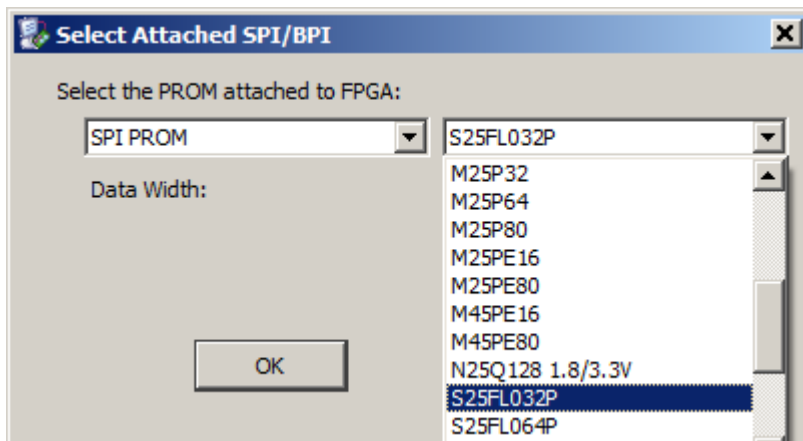 Select Attached SPI/BPI
Select the PROM attached to FPGA:
SPI PROM
S25FL032P
Data Width:
M25P32
M25P64
M25P80
M25PE16
M25PE80
M45PE16
M45PE80
N25Q128 1.8/3.3V
S25FL032P
S25FL064P
OK